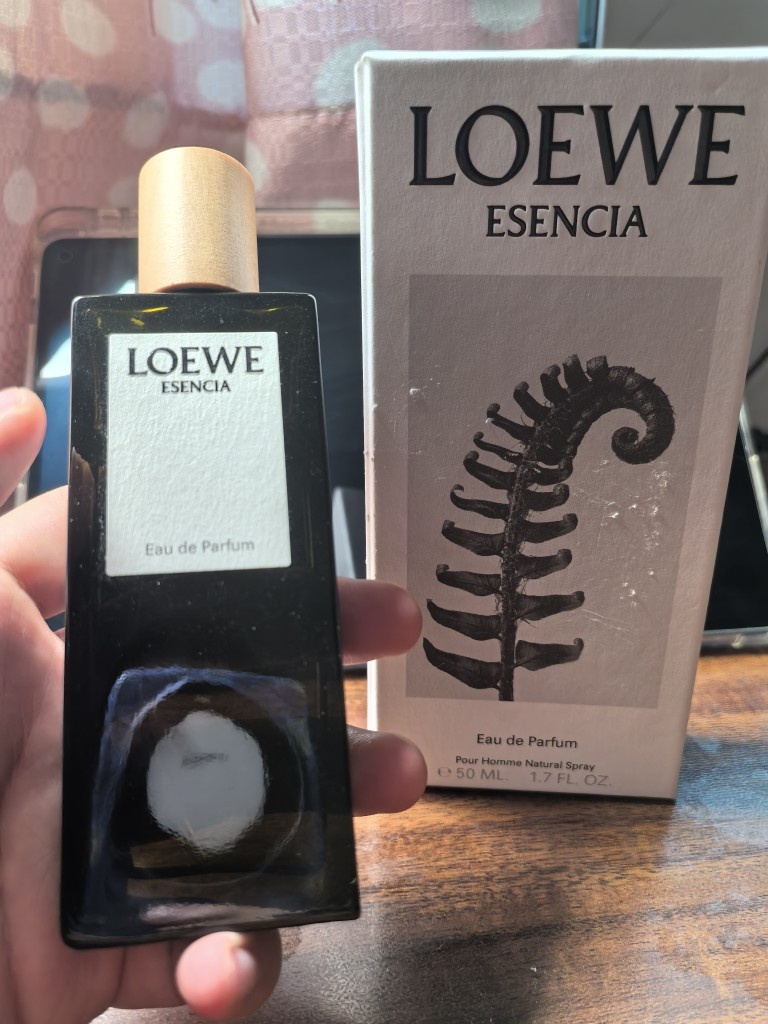 LOEWE
ESENCIA
Eau de Parfum
LOEWE
ESENCIA
Eau de Parfum
Pour Homme Natural Spray
℮ 50 ML. 1.7 FL. OZ.